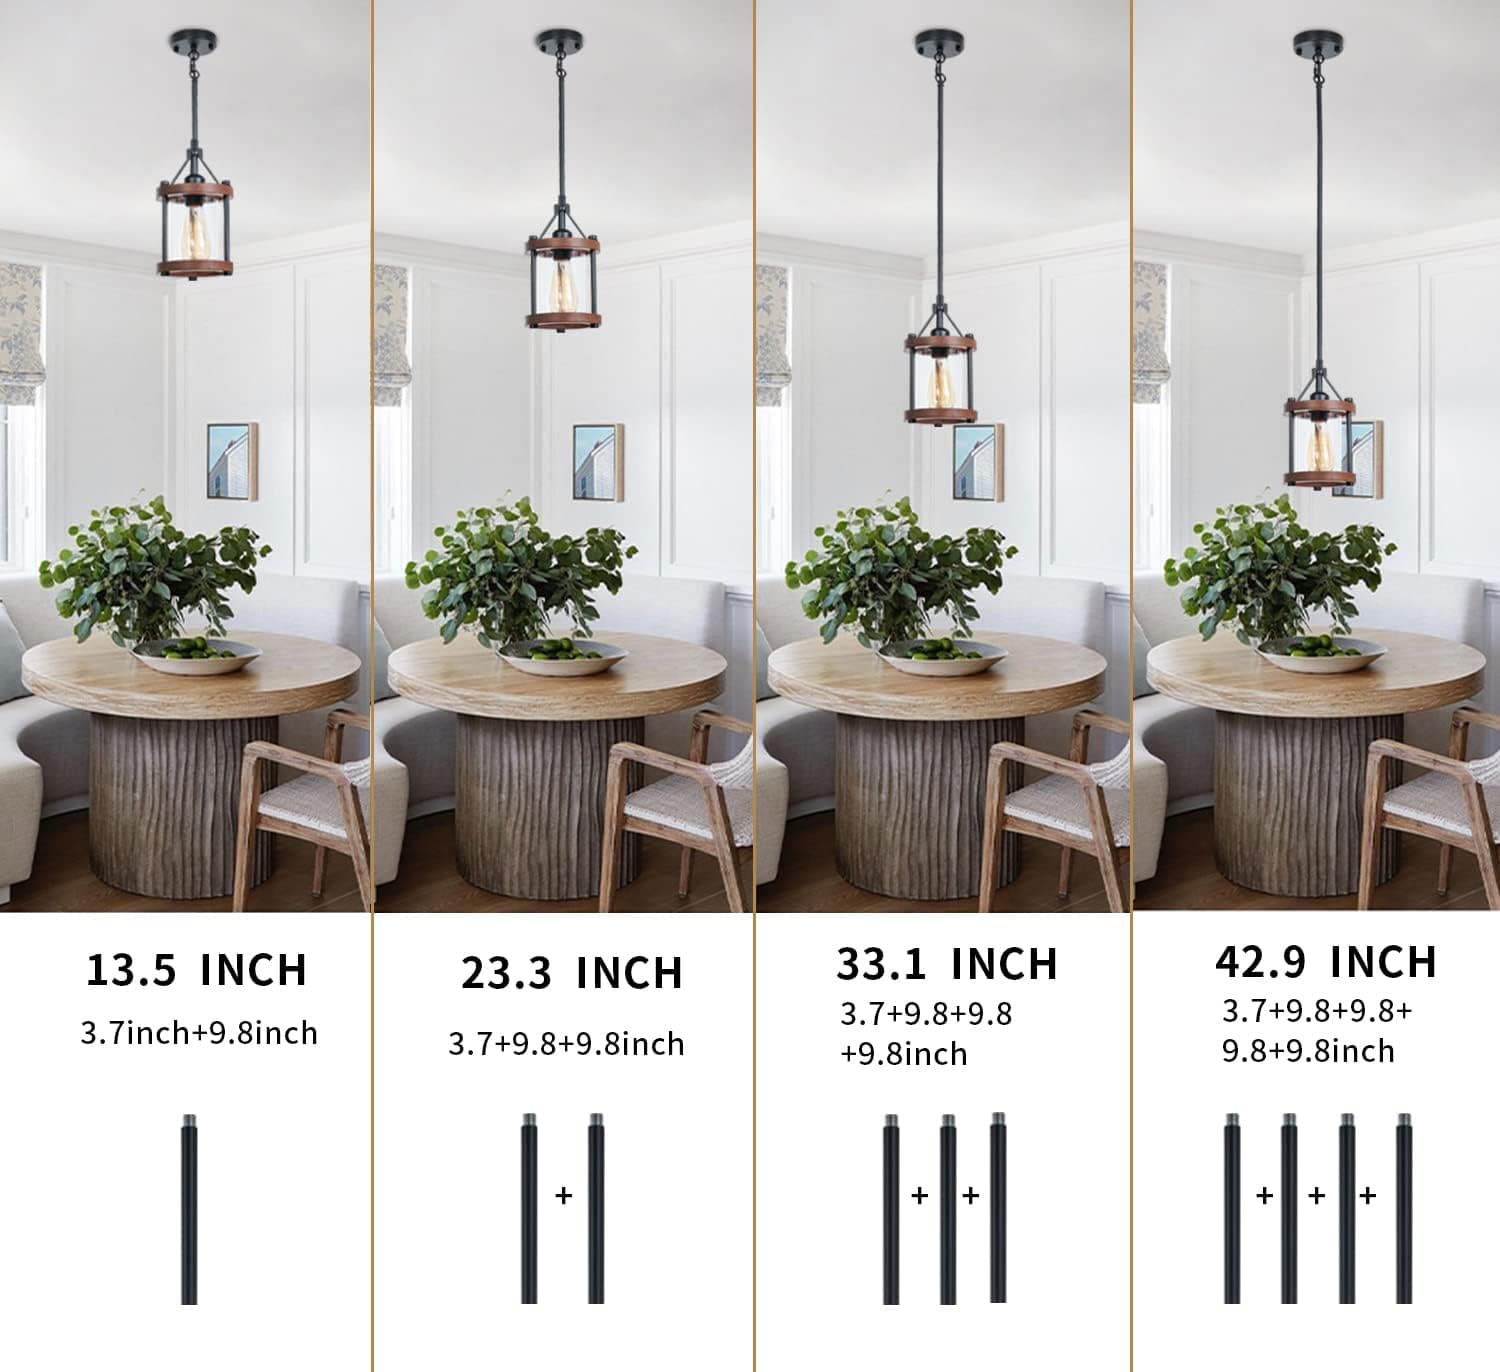 13.5 INCH
3.7inch+9.8inch
+
23.3 INCH
3.7+9.8+9.8inch
+ +
33.1 INCH
3.7+9.8+9.8
+9.8inch
+ + +
42.9 INCH
3.7+9.8+9.8+
9.8+9.8inch